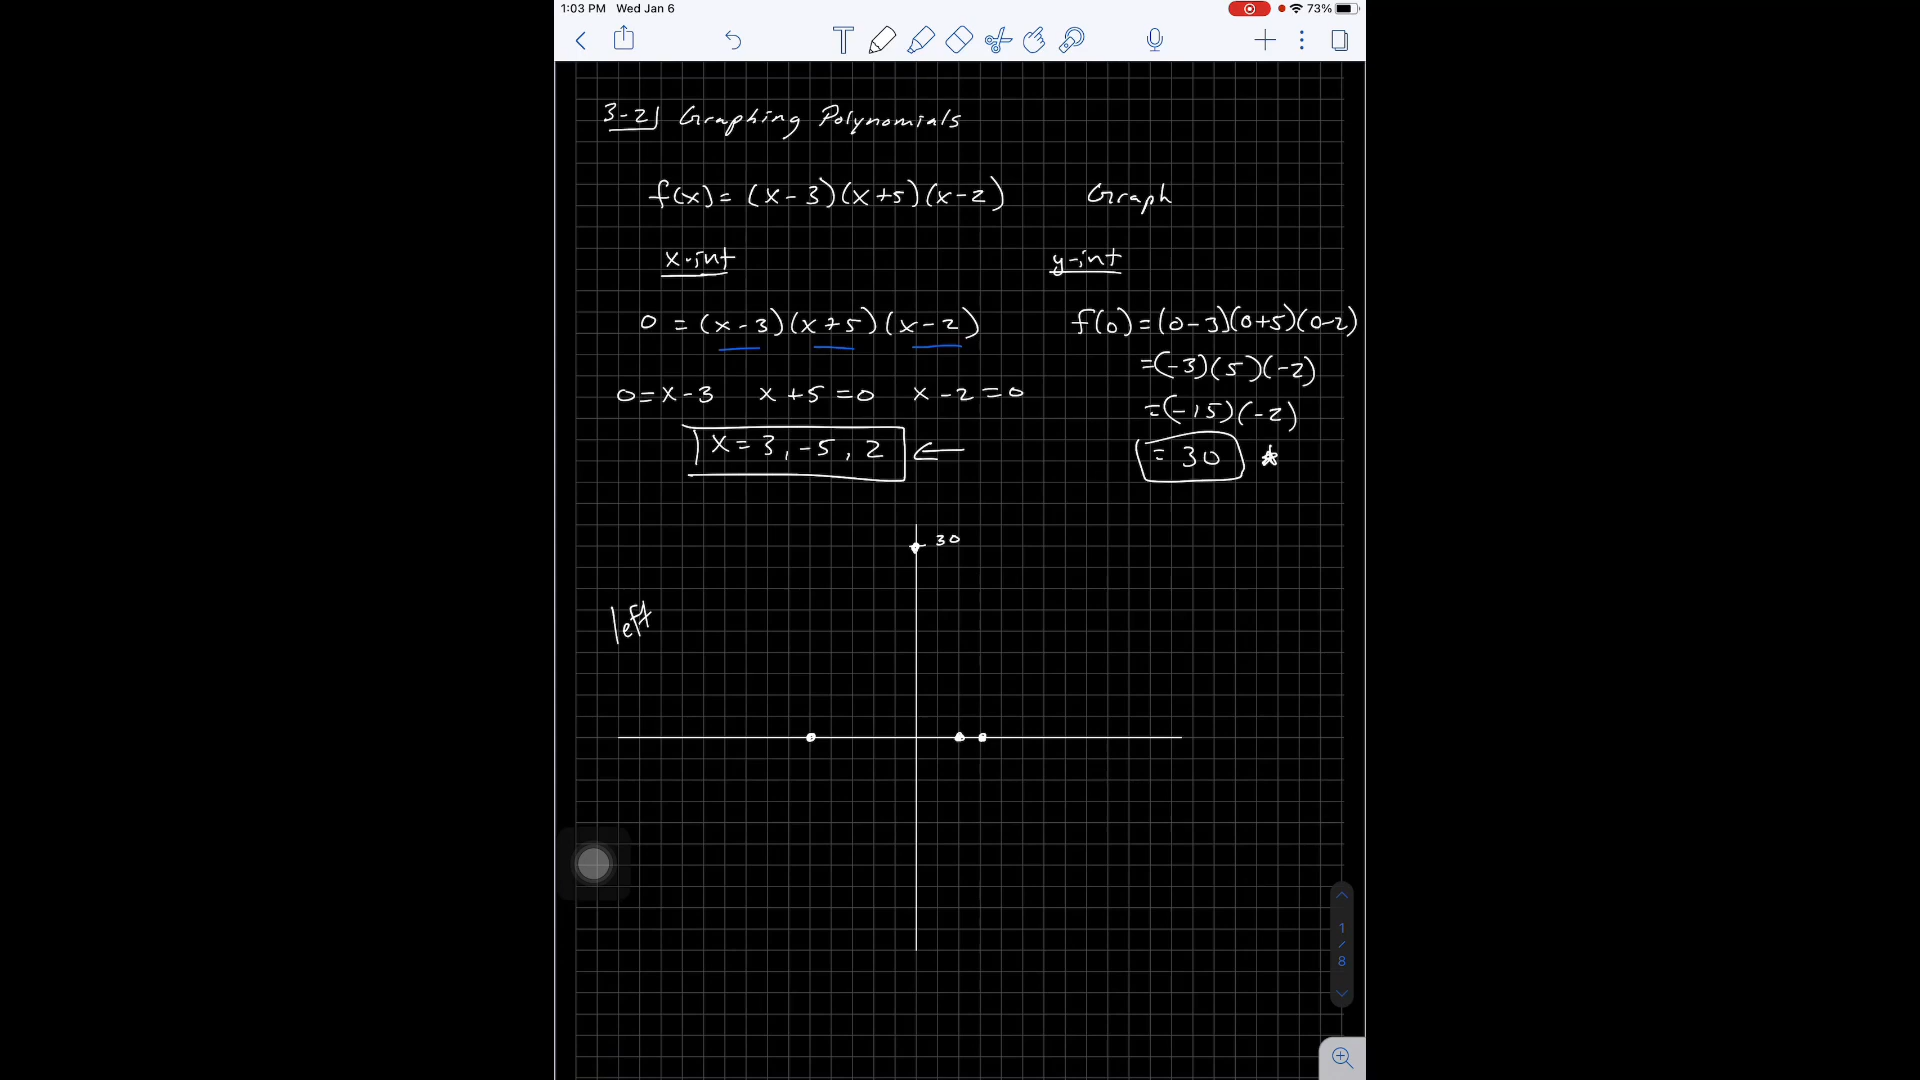 1:03 PM Wed Jan 6 73%
T
3-2 Graphing Polynomials
f(x) = (x-3)(x+5)(x-2) Graph
x-int y-int
0 = (x-3)(x+5)(x-2) f(0) = (0-3)(0+5)(0-2)
=(-3)(5)(-2)
0=x-3 x+5=0 x-2=0
=(-15)(-2)
x = 3, -5, 2
= 30
30
left
1
/
8